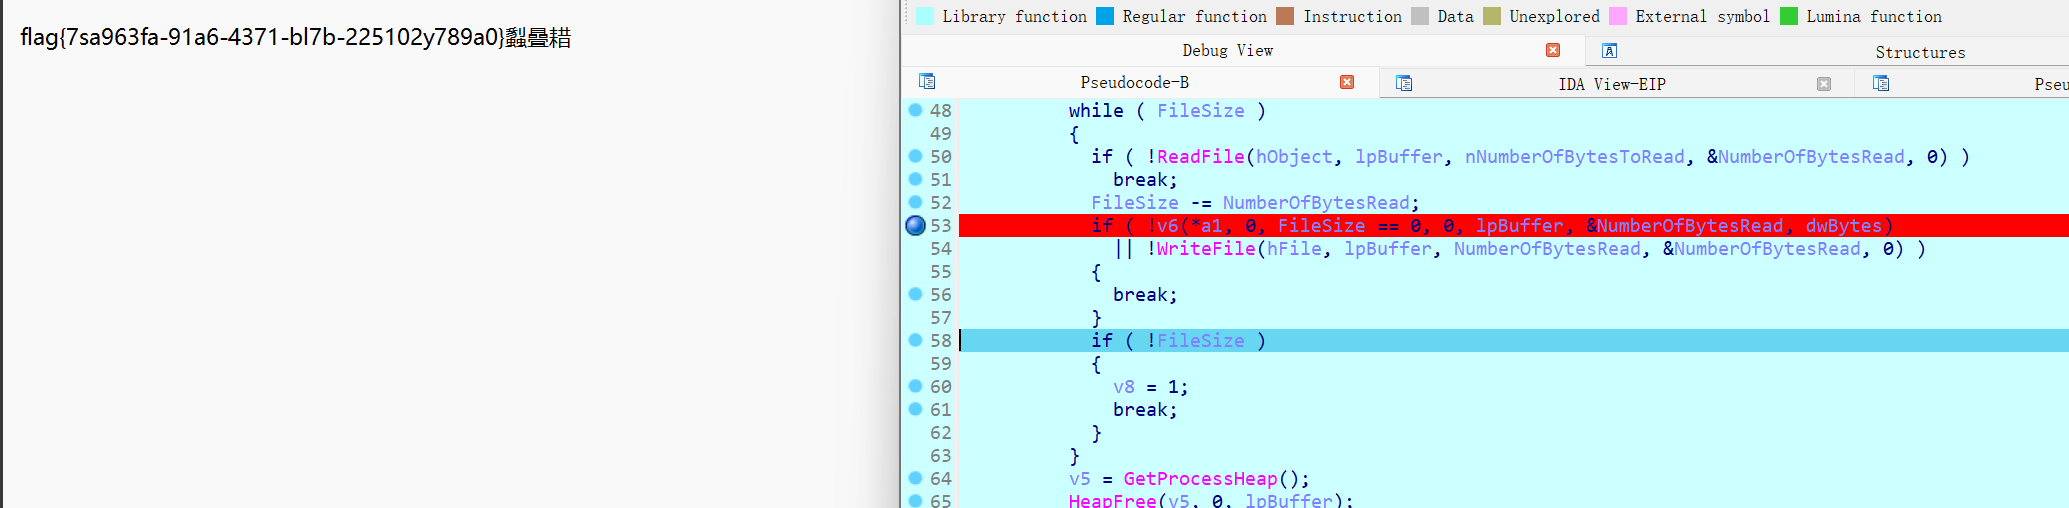 flag{7sa963fa-91a6-4371-bl7b-225102y789a0}
Library function Regular function Instruction Data Unexplored External symbol Lumina function
Debug View Structures
Pseudocode-B IDA View-EIP Pseu
48 while ( FileSize )
49 {
50 if ( !ReadFile(hObject, lpBuffer, nNumberOfBytesToRead, &NumberOfBytesRead, 0) )
51 break;
52 FileSize -= NumberOfBytesRead;
53 if ( !v6(*a1, 0, FileSize == 0, 0, lpBuffer, &NumberOfBytesRead, dwBytes)
54 || !WriteFile(hFile, lpBuffer, NumberOfBytesRead, &NumberOfBytesRead, 0) )
55 {
56 break;
57 }
58 if ( !FileSize )
59 {
60 v8 = 1;
61 break;
62 }
63 }
64 v5 = GetProcessHeap();
65 HeapFree(v5, 0, lpBuffer);